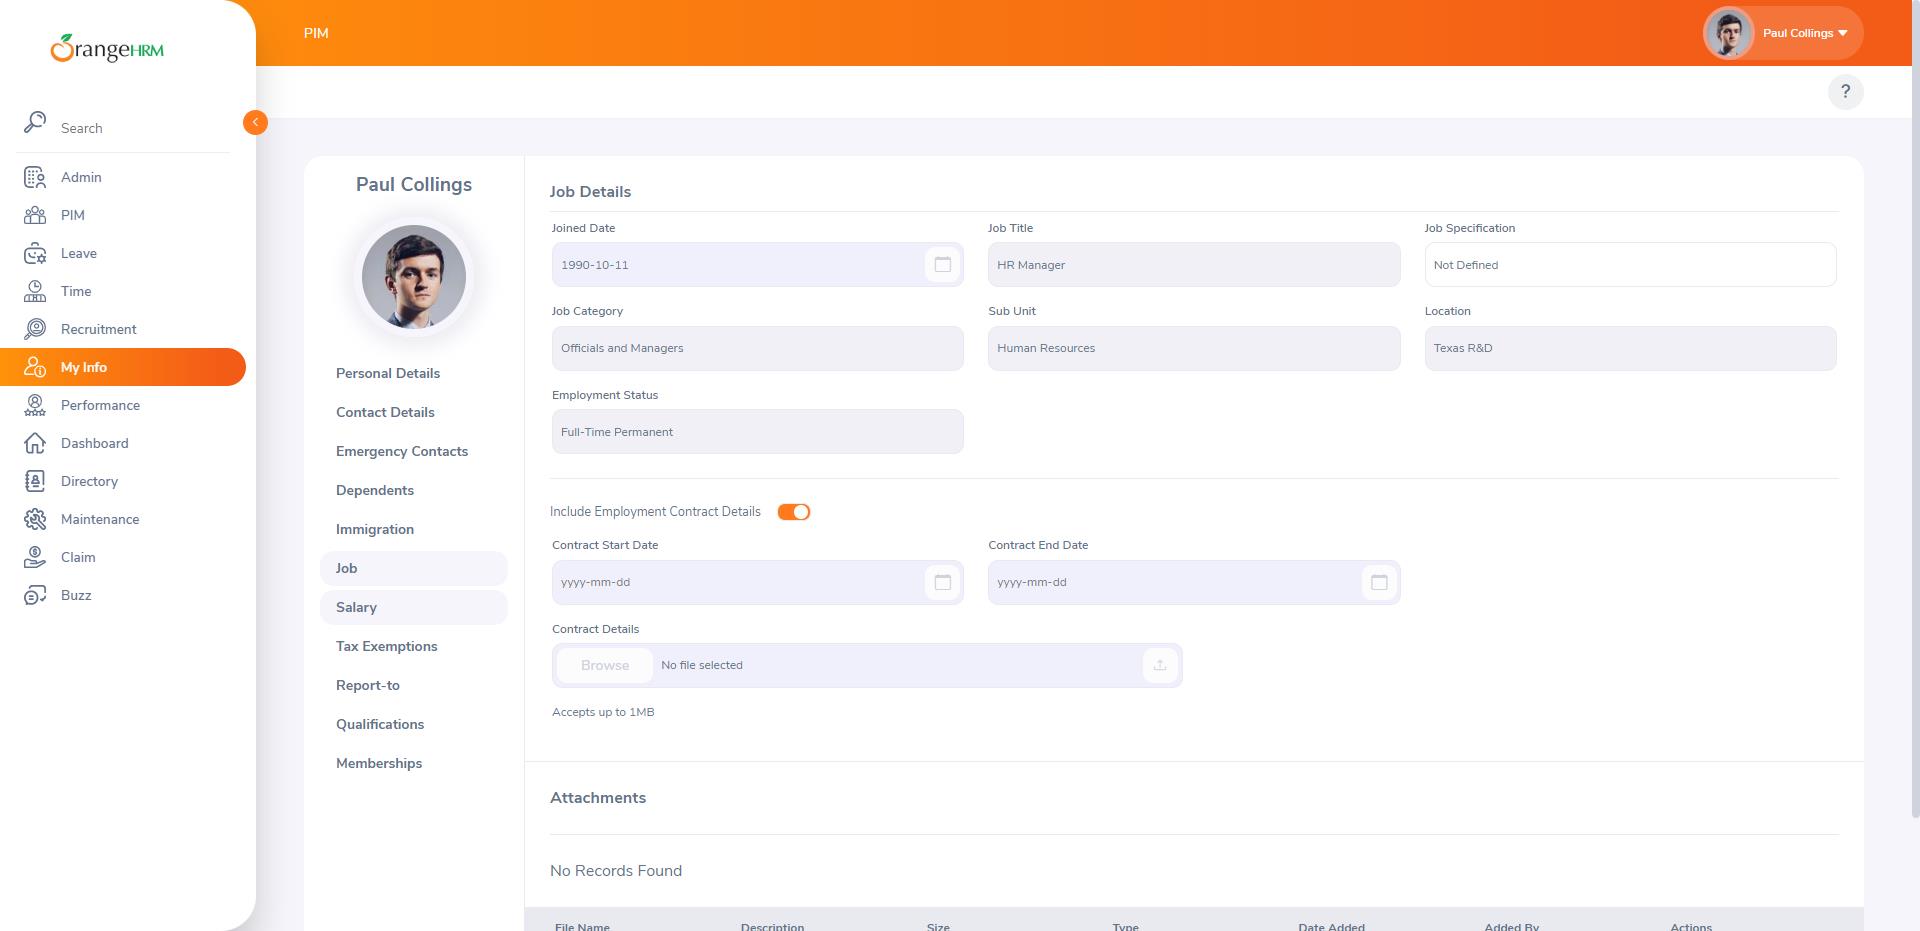 OrangeHRM
Search
Admin
PIM
Leave
Time
Recruitment
My Info
Performance
Dashboard
Directory
Maintenance
Claim
Buzz
PIM
Paul Collings
?
Paul Collings
Personal Details
Contact Details
Emergency Contacts
Dependents
Immigration
Job
Salary
Tax Exemptions
Report-to
Qualifications
Memberships
Job Details
Joined Date
1990-10-11
Job Title
HR Manager
Job Specification
Not Defined
Job Category
Officials and Managers
Sub Unit
Human Resources
Location
Texas R&D
Employment Status
Full-Time Permanent
Include Employment Contract Details
Contract Start Date
yyyy-mm-dd
Contract End Date
yyyy-mm-dd
Contract Details
Browse No file selected
Accepts up to 1MB
Attachments
No Records Found
File Name Description Size Type Date Added Added By Actions